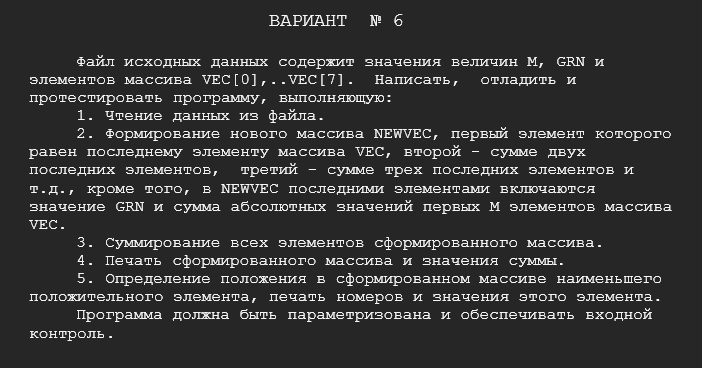 ВАРИАНТ № 6
Файл исходных данных содержит значения величин M, GRN и
элементов массива VEC[0],..VEC[7]. Написать, отладить и
протестировать программу, выполняющую:
1. Чтение данных из файла.
2. Формирование нового массива NEWVEC, первый элемент которого
равен последнему элементу массива VEC, второй - сумме двух
последних элементов, третий - сумме трех последних элементов и
т.д., кроме того, в NEWVEC последними элементами включаются
значение GRN и сумма абсолютных значений первых M элементов массива
VEC.
3. Суммирование всех элементов сформированного массива.
4. Печать сформированного массива и значения суммы.
5. Определение положения в сформированном массиве наименьшего
положительного элемента, печать номеров и значения этого элемента.
Программа должна быть параметризована и обеспечивать входной
контроль.